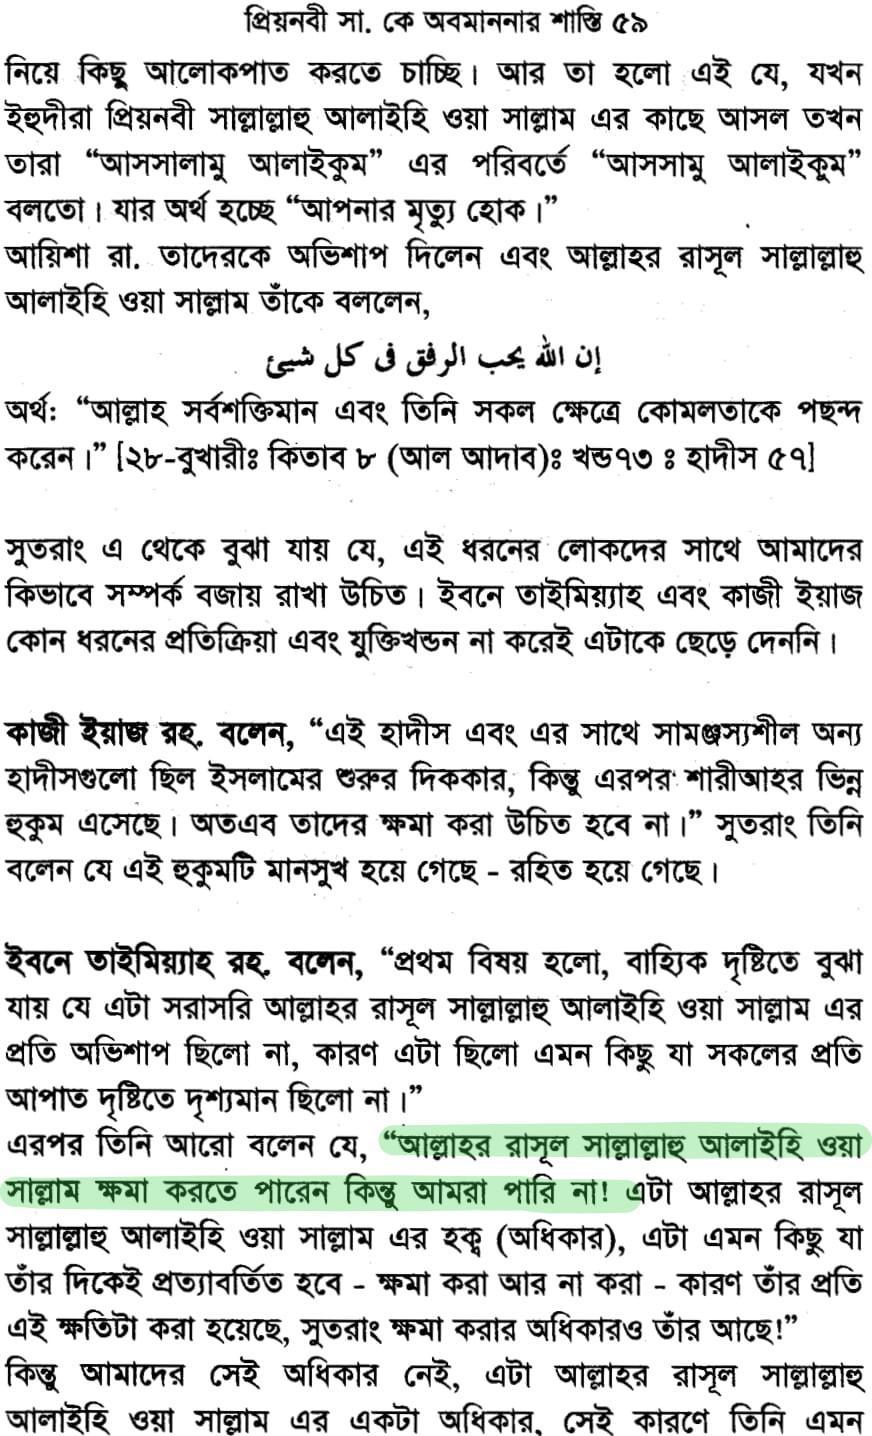 প্রিয়নবী সা. কে অবমাননার শাস্তি ৫৯
নিয়ে কিছু আলোকপাত করতে চাচ্ছি। আর তা হলো এই যে, যখন
ইহুদীরা প্রিয়নবী সাল্লাল্লাহু আলাইহি ওয়া সাল্লাম এর কাছে আসল তখন
তারা “আসসালামু আলাইকুম” এর পরিবর্তে “আসসামু আলাইকুম”
বলতো। যার অর্থ হচ্ছে “আপনার মৃত্যু হোক।”
আয়িশা রা. তাদেরকে অভিশাপ দিলেন এবং আল্লাহর রাসূল সাল্লাল্লাহু
আলাইহি ওয়া সাল্লাম তাঁকে বললেন,
إن الله يحب الرفق فى كل شيئ
অর্থ: “আল্লাহ সর্বশক্তিমান এবং তিনি সকল ক্ষেত্রে কোমলতাকে পছন্দ
করেন।” [২৮-বুখারীঃ কিতাব ৮ (আল আদাব)ঃ খন্ড৭৩ ঃ হাদীস ৫৭]
সুতরাং এ থেকে বুঝা যায় যে, এই ধরনের লোকদের সাথে আমাদের
কিভাবে সম্পর্ক বজায় রাখা উচিত। ইবনে তাইমিয়্যাহ এবং কাজী ইয়াজ
কোন ধরনের প্রতিক্রিয়া এবং যুক্তিখন্ডন না করেই এটাকে ছেড়ে দেননি।
কাজী ইয়াজ রহ. বলেন, “এই হাদীস এবং এর সাথে সামঞ্জস্যশীল অন্য
হাদীসগুলো ছিল ইসলামের শুরুর দিককার, কিন্তু এরপর শারীআহর ভিন্ন
হুকুম এসেছে। অতএব তাদের ক্ষমা করা উচিত হবে না।” সুতরাং তিনি
বলেন যে এই হুকুমটি মানসুখ হয়ে গেছে - রহিত হয়ে গেছে।
ইবনে তাইমিয়্যাহ রহ. বলেন, “প্রথম বিষয় হলো, বাহ্যিক দৃষ্টিতে বুঝা
যায় যে এটা সরাসরি আল্লাহর রাসূল সাল্লাল্লাহু আলাইহি ওয়া সাল্লাম এর
প্রতি অভিশাপ ছিলো না, কারণ এটা ছিলো এমন কিছু যা সকলের প্রতি
আপাত দৃষ্টিতে দৃশ্যমান ছিলো না।”
এরপর তিনি আরো বলেন যে, “আল্লাহর রাসূল সাল্লাল্লাহু আলাইহি ওয়া
সাল্লাম ক্ষমা করতে পারেন কিন্তু আমরা পারি না! এটা আল্লাহর রাসূল
সাল্লাল্লাহু আলাইহি ওয়া সাল্লাম এর হক্ব (অধিকার), এটা এমন কিছু যা
তাঁর দিকেই প্রত্যাবর্তিত হবে - ক্ষমা করা আর না করা - কারণ তাঁর প্রতি
এই ক্ষতিটা করা হয়েছে, সুতরাং ক্ষমা করার অধিকারও তাঁর আছে!”
কিন্তু আমাদের সেই অধিকার নেই, এটা আল্লাহর রাসূল সাল্লাল্লাহু
আলাইহি ওয়া সাল্লাম এর একটা অধিকার, সেই কারণে তিনি এমন